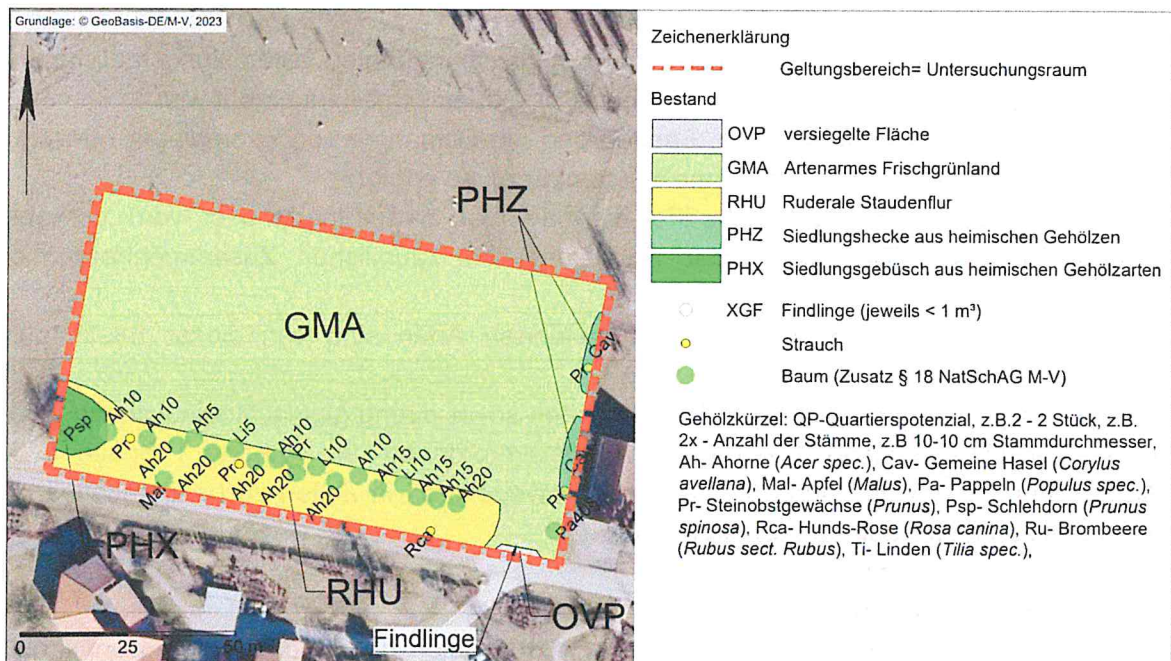 Grundlage: © GeoBasis-DE/M-V, 2023
PHZ
GMA
Cav
Pr
Psp
Ah10
Pr
Ah10
Ah5
Ah20
Mal
Ah20
Li5
Pr
Ah10
Pr
Ah20
Ah20
Li10
Ah20
Ah10
Ah15
Li10
Ah15
Ah15
Ah20
Rca
Pr
PHX
RHU
OVP
Findlinge
0 25 50 m
Zeichenerklärung
Geltungsbereich= Untersuchungsraum
Bestand
OVP versiegelte Fläche
GMA Artenarmes Frischgrünland
RHU Ruderale Staudenflur
PHZ Siedlungshecke aus heimischen Gehölzen
PHX Siedlungsgebüsch aus heimischen Gehölzarten
XGF Findlinge (jeweils < 1 m³)
Strauch
Baum (Zusatz § 18 NatSchAG M-V)
Gehölzkürzel: QP-Quartierspotenzial, z.B.2 - 2 Stück, z.B.
2x - Anzahl der Stämme, z.B 10-10 cm Stammdurchmesser,
Ah- Ahorne (Acer spec.), Cav- Gemeine Hasel (Corylus
avellana), Mal- Apfel (Malus), Pa- Pappeln (Populus spec.),
Pr- Steinobstgewächse (Prunus), Psp- Schlehdorn (Prunus
spinosa), Rca- Hunds-Rose (Rosa canina), Ru- Brombeere
(Rubus sect. Rubus), Ti- Linden (Tilia spec.),